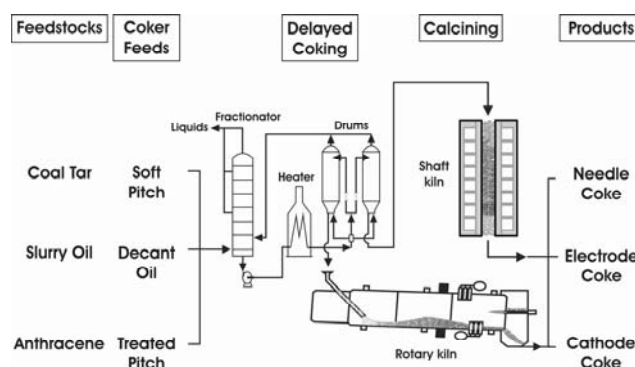 Feedstocks
Coker
Feeds
Delayed
Coking
Calcining
Products
Fractionator
Liquids
Drums
Heater
Shaft
kiln
Coal Tar
Soft
Pitch
Needle
Coke
Slurry Oil
Decant
Oil
Electrode
Coke
Anthracene
Treated
Pitch
Rotary kiln
Cathode
Coke